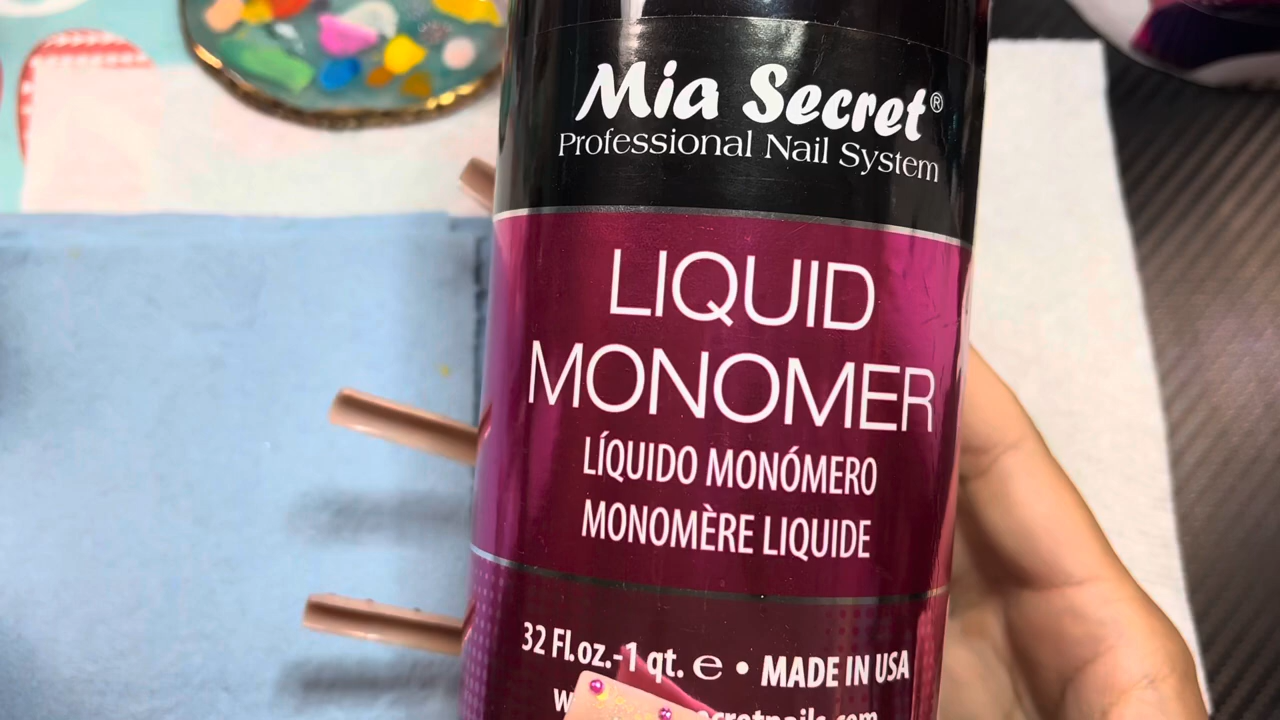 Mia Secret®
Professional Nail System
LIQUID
MONOMER
LÍQUIDO MONÓMERO
MONOMÈRE LIQUIDE
32 Fl.oz.-1 qt. ℮ • MADE IN USA